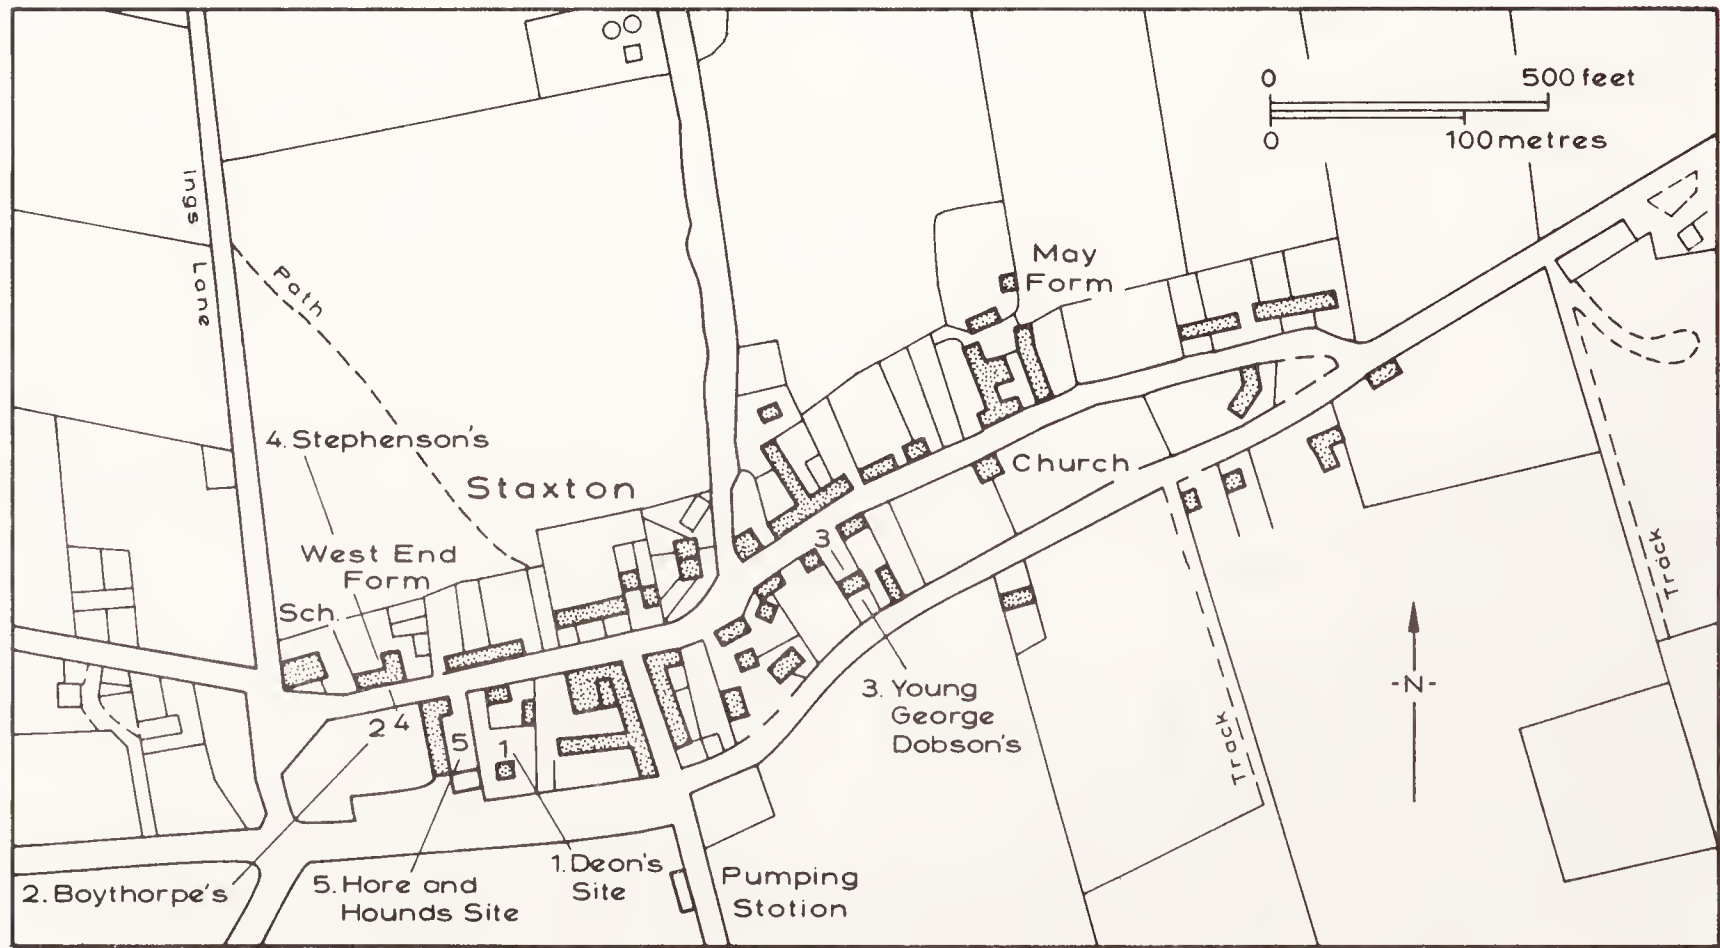 0 500 feet
0 100 metres
Ings Lane
Path
May
Form
4. Stephenson's
Staxton
Church
West End
Form
Sch.
3
Track
Track
-N-
2 4
5
1
3. Young
George
Dobson's
2. Boythorpe's
5. Hore and
Hounds Site
1. Deon's
Site
Pumping
Stotion